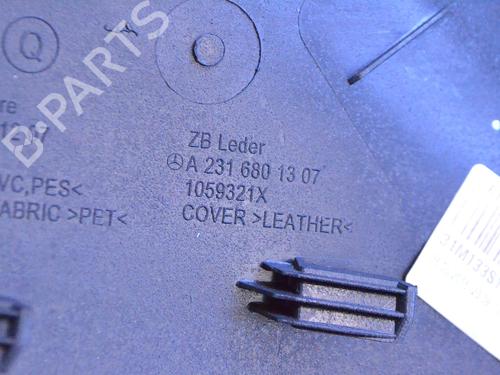 B-PARTS
Q
ZB Leder
A 231 680 13 07
1059321X
COVER >LEATHER<
VC,PES<
ABRIC >PET<